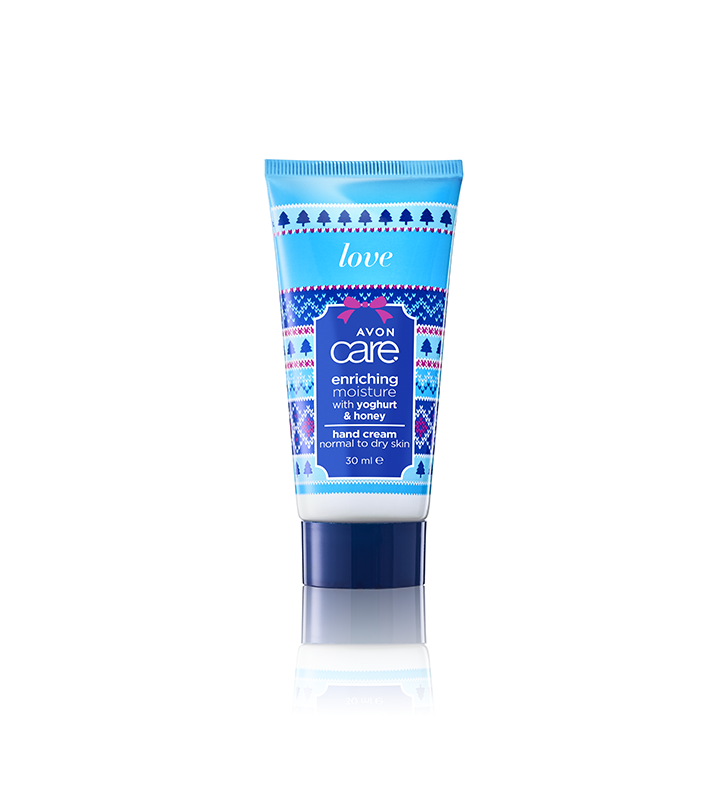 love
AVON
care
enriching
moisture
with yoghurt
& honey
hand cream
normal to dry skin
30 ml ℮